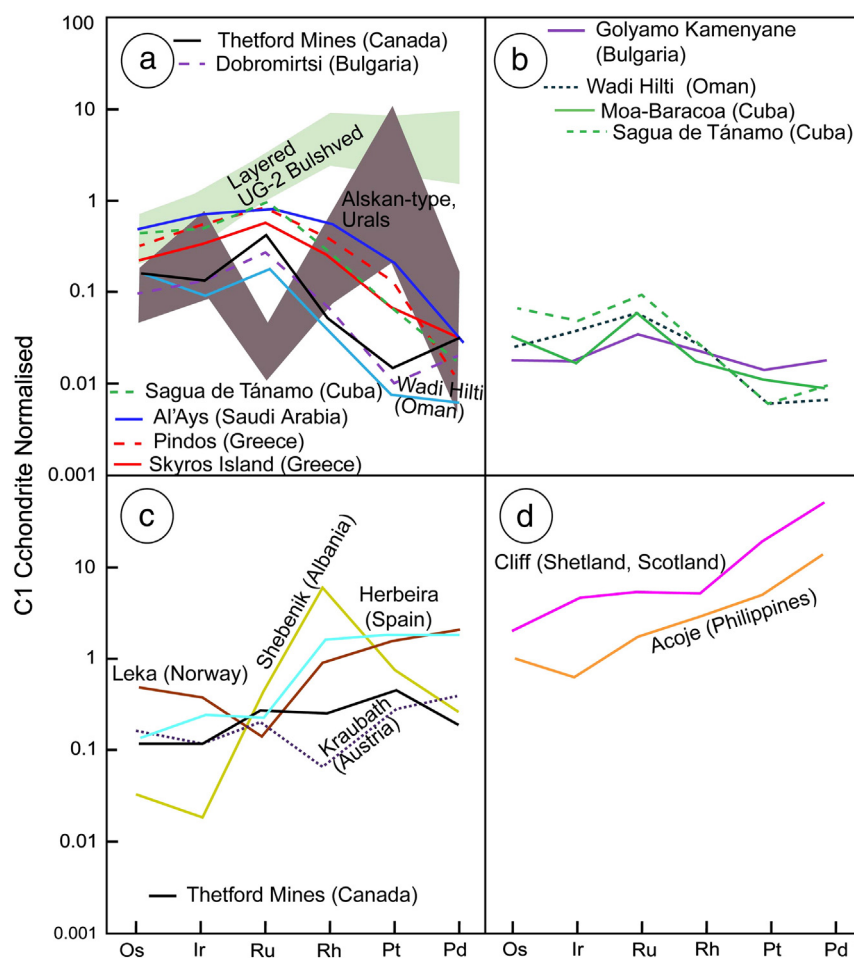 100
10
1
0.1
0.01
0.001
10
1
0.1
0.01
0.001
C1 Cchondrite Normalised
a
Thetford Mines (Canada)
Dobromirtsi (Bulgaria)
Layered
UG-2 Bulshved
Alskan-type,
Urals
Wadi Hilti
(Oman)
Sagua de Tánamo (Cuba)
Al'Ays (Saudi Arabia)
Pindos (Greece)
Skyros Island (Greece)
b
Golyamo Kamenyane
(Bulgaria)
Wadi Hilti (Oman)
Moa-Baracoa (Cuba)
Sagua de Tánamo (Cuba)
c
Shebenik (Albania)
Herbeira
(Spain)
Leka (Norway)
Kraubath
(Austria)
Thetford Mines (Canada)
d
Cliff (Shetland, Scotland)
Acoje (Philippines)
Os Ir Ru Rh Pt Pd
Os Ir Ru Rh Pt Pd